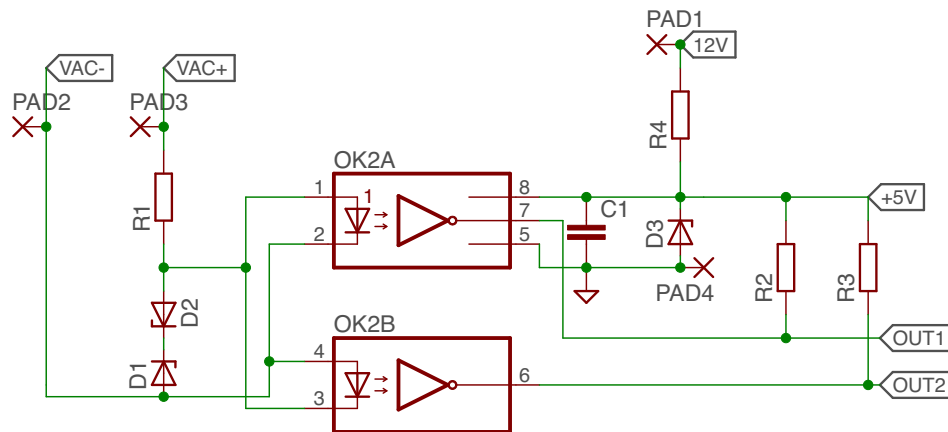 PAD1
12V
VAC-
VAC+
PAD2
PAD3
R4
OK2A
1
1
8
+5V
R1
7
C1
2
5
D3
PAD4
R2
R3
D2
OK2B
OUT1
D1
4
6
OUT2
3